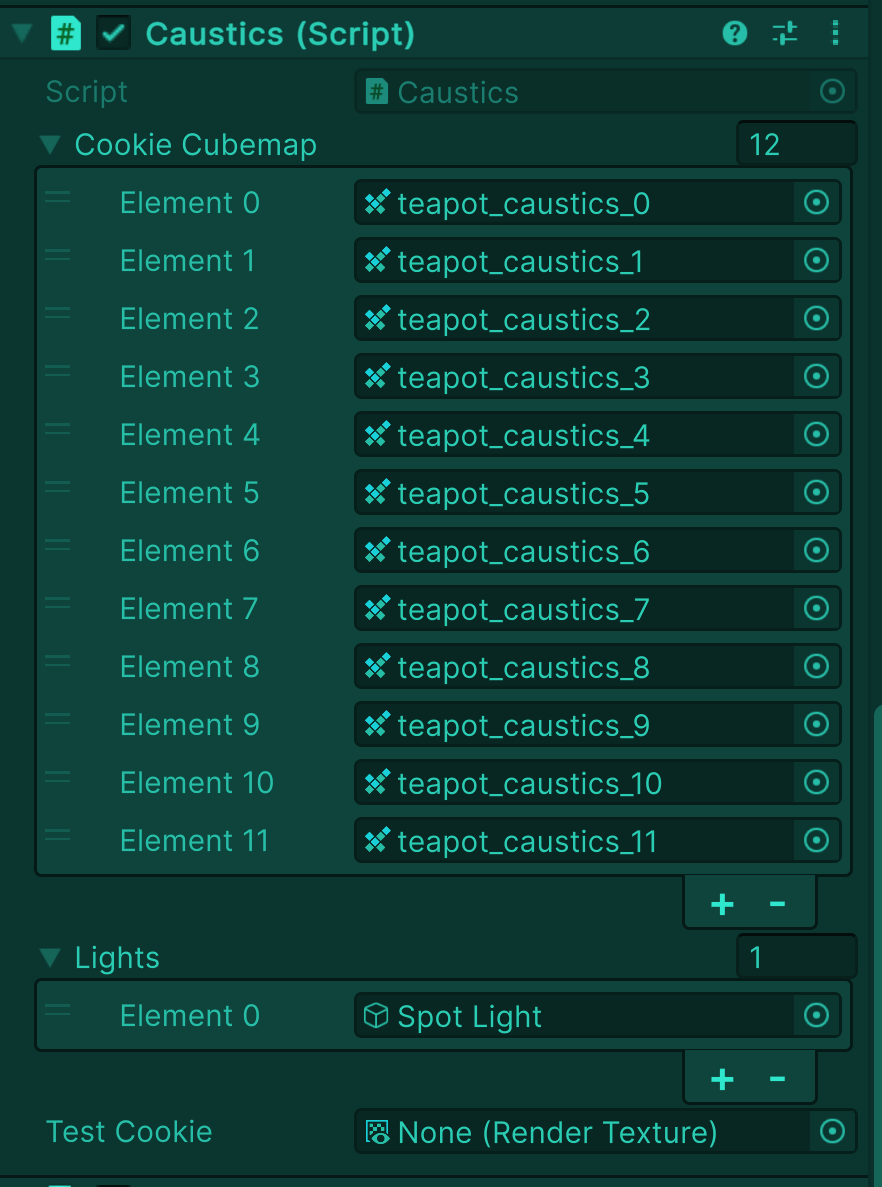 Caustics (Script)
Script Caustics
Cookie Cubemap 12
Element 0 teapot_caustics_0
Element 1 teapot_caustics_1
Element 2 teapot_caustics_2
Element 3 teapot_caustics_3
Element 4 teapot_caustics_4
Element 5 teapot_caustics_5
Element 6 teapot_caustics_6
Element 7 teapot_caustics_7
Element 8 teapot_caustics_8
Element 9 teapot_caustics_9
Element 10 teapot_caustics_10
Element 11 teapot_caustics_11
+ -
Lights 1
Element 0 Spot Light
+ -
Test Cookie None (Render Texture)